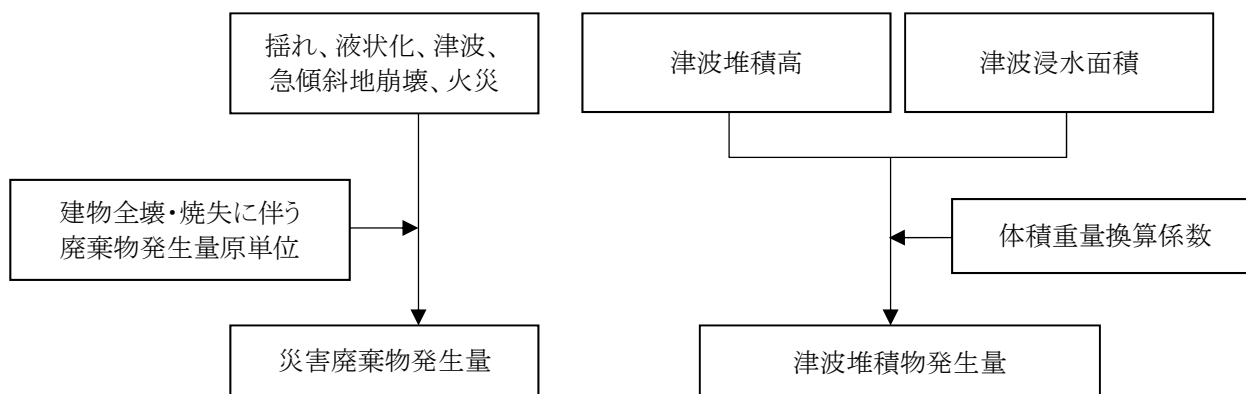 揺れ、液状化、津波、
急傾斜地崩壊、火災
津波堆積高
津波浸水面積
建物全壊・焼失に伴う
廃棄物発生量原単位
体積重量換算係数
災害廃棄物発生量
津波堆積物発生量